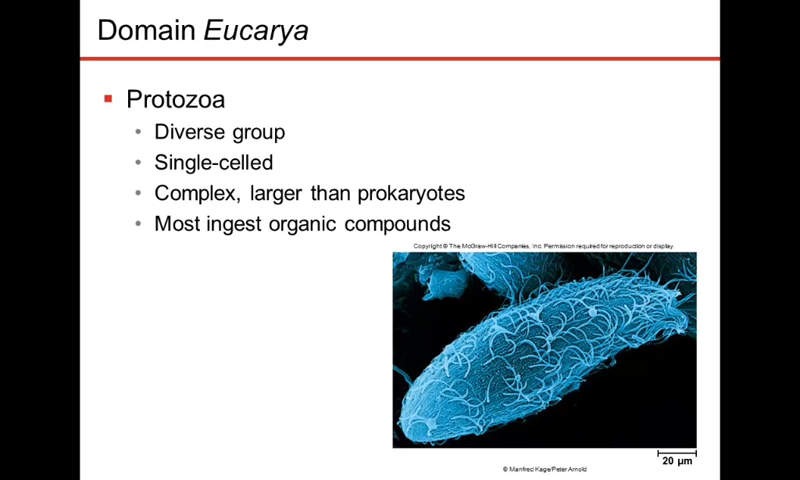 Domain Eucarya
Protozoa
Diverse group
Single-celled
Complex, larger than prokaryotes
Most ingest organic compounds
Copyright © The McGraw-Hill Companies, Inc. Permission required for reproduction or display.
20 µm
© Manfred Kage/Peter Arnold